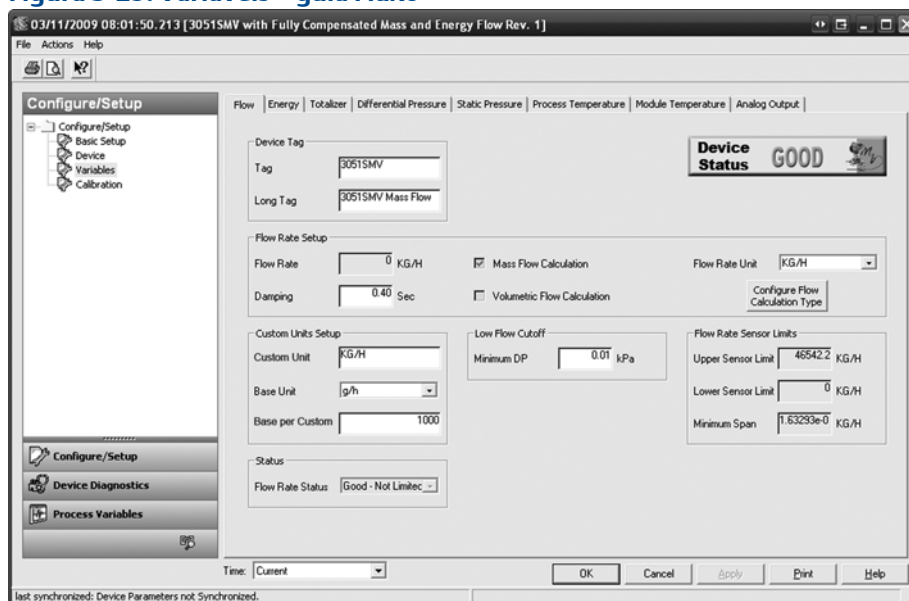 03/11/2009 08:01:50.213 [3051SMV with Fully Compensated Mass and Energy Flow Rev. 1]
File Actions Help
Configure/Setup
Configure/Setup
Basic Setup
Device
Variables
Calibration
Configure/Setup
Device Diagnostics
Process Variables
Flow Energy Totalizer Differential Pressure Static Pressure Process Temperature Module Temperature Analog Output
Device Tag
Tag 3051SMV
Long Tag 3051SMV Mass Flow
Device Status GOOD
Flow Rate Setup
Flow Rate 0 KG/H
Mass Flow Calculation
Flow Rate Unit KG/H
Damping 0.40 Sec
Volumetric Flow Calculation
Configure Flow
Calculation Type
Custom Units Setup
Custom Unit KG/H
Base Unit g/h
Base per Custom 1000
Low Flow Cutoff
Minimum DP 0.01 kPa
Flow Rate Sensor Limits
Upper Sensor Limit 46542.2 KG/H
Lower Sensor Limit 0 KG/H
Minimum Span 1.63293e-0 KG/H
Status
Flow Rate Status Good - Not Limitec
Time: Current
OK Cancel Apply Print Help
last synchronized: Device Parameters not Synchronized.